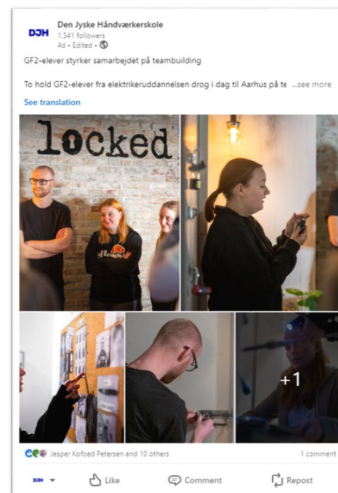 DJH
Den Jyske Håndværkerskole
1,341 followers
4d • Edited •
GF2-elever styrker samarbejdet på teambuilding
To hold GF2-elever fra elektrikeruddannelsen drog i dag til Aarhus på te ...see more
See translation
locked
+1
Jesper Kofoed Petersen and 10 others
1 comment
DJH
Like
Comment
Repost